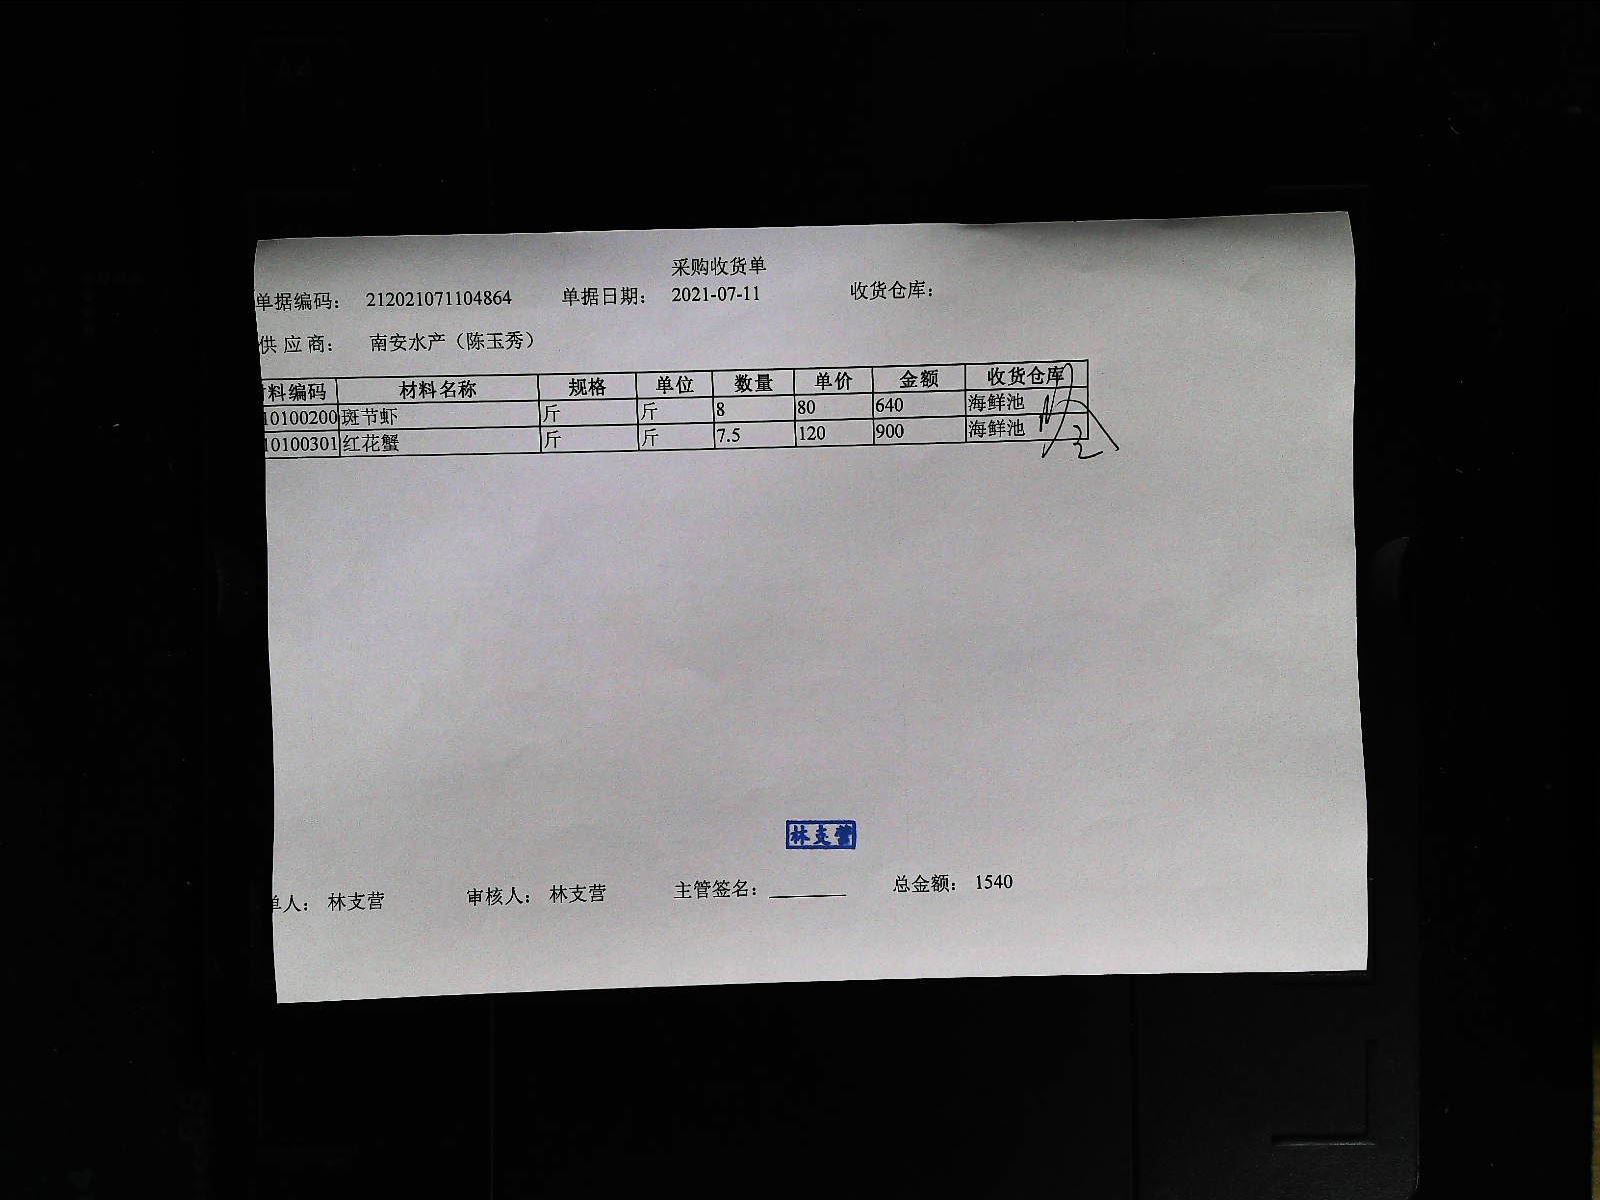 采购收货单
单据编码： 212021071104864 单据日期： 2021-07-11 收货仓库：
供 应 商： 南安水产（陈玉秀）
料编码 材料名称 规格 单位 数量 单价 金额 收货仓库
10100200 斑节虾 斤 斤 8 80 640 海鲜池
10100301 红花蟹 斤 斤 7.5 120 900 海鲜池
林支营
单人： 林支营 审核人： 林支营 主管签名： 总金额： 1540